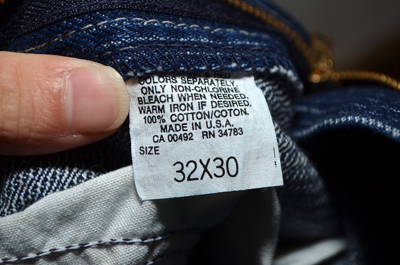 COLORS SEPARATELY.
ONLY NON-CHLORINE
BLEACH WHEN NEEDED.
WARM IRON IF DESIRED.
100% COTTON/COTON.
MADE IN U.S.A.
CA 00492 RN 34783
SIZE
32X30